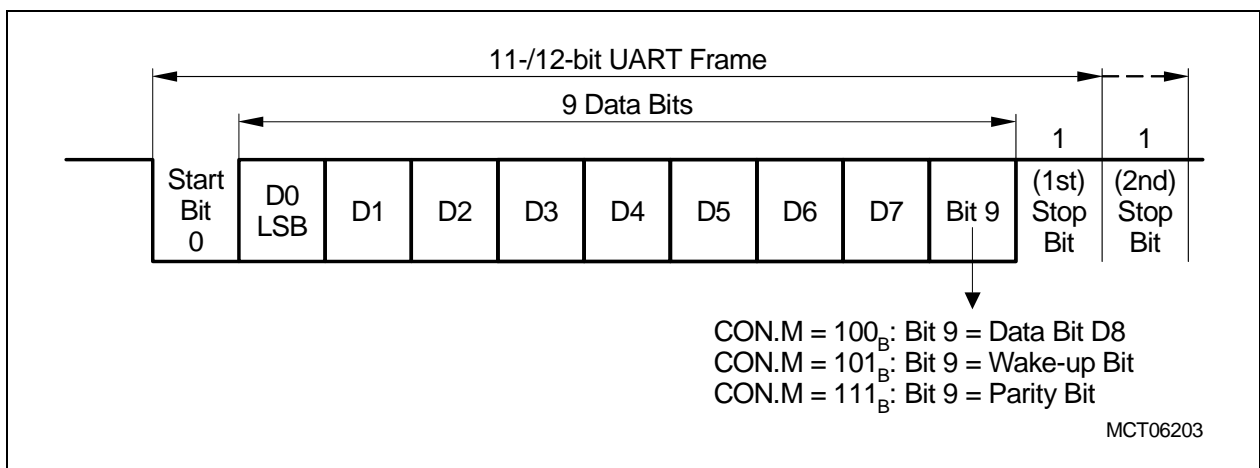 11-/12-bit UART Frame
9 Data Bits
Start Bit 0
D0 LSB
D1
D2
D3
D4
D5
D6
D7
Bit 9
1
(1st) Stop Bit
1
(2nd) Stop Bit
CON.M = 100B: Bit 9 = Data Bit D8
CON.M = 101B: Bit 9 = Wake-up Bit
CON.M = 111B: Bit 9 = Parity Bit
MCT06203